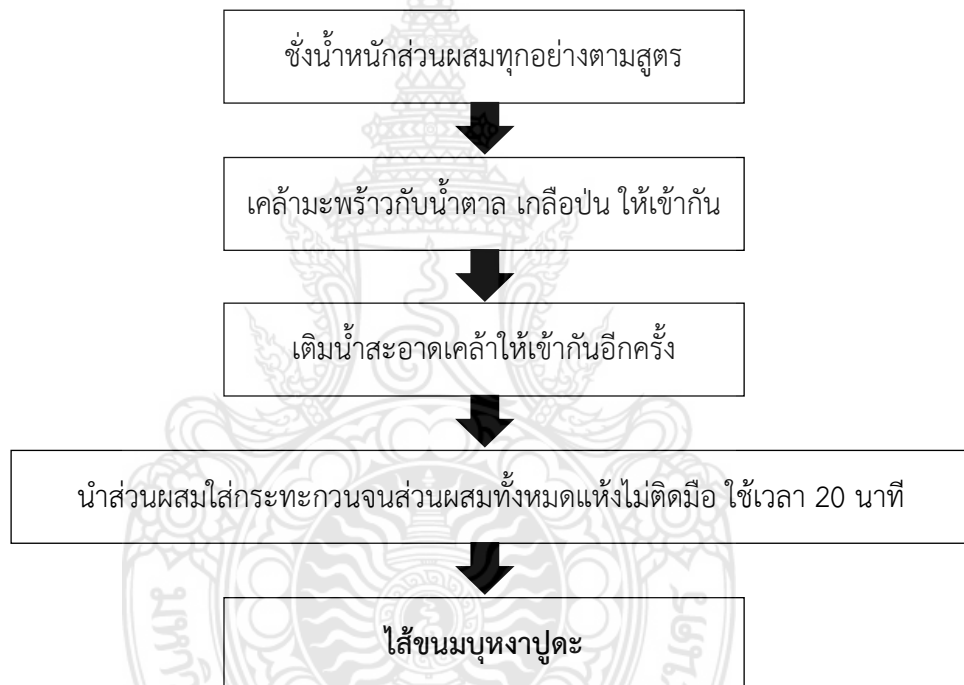 ชั่งน้ำหนักส่วนผสมทุกอย่างตามสูตร
เคล้ามะพร้าวกับน้ำตาล เกลือป่น ให้เข้ากัน
เติมน้ำสะอาดเคล้าให้เข้ากันอีกครั้ง
นำส่วนผสมใส่กระทะกวนจนส่วนผสมทั้งหมดแห้งไม่ติดมือ ใช้เวลา 20 นาที
ไส้ขนมบุหงาปูดะ